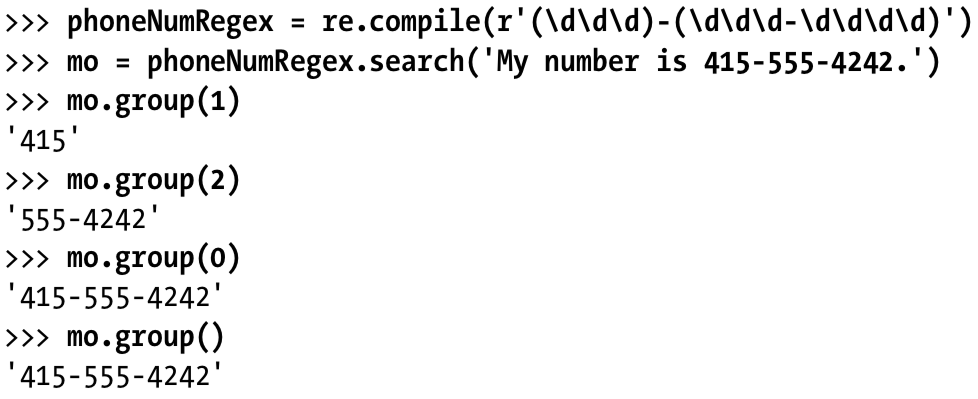 >>> phoneNumRegex = re.compile(r'(\d\d\d)-(\d\d\d-\d\d\d\d)')
>>> mo = phoneNumRegex.search('My number is 415-555-4242.')
>>> mo.group(1)
'415'
>>> mo.group(2)
'555-4242'
>>> mo.group(0)
'415-555-4242'
>>> mo.group()
'415-555-4242'